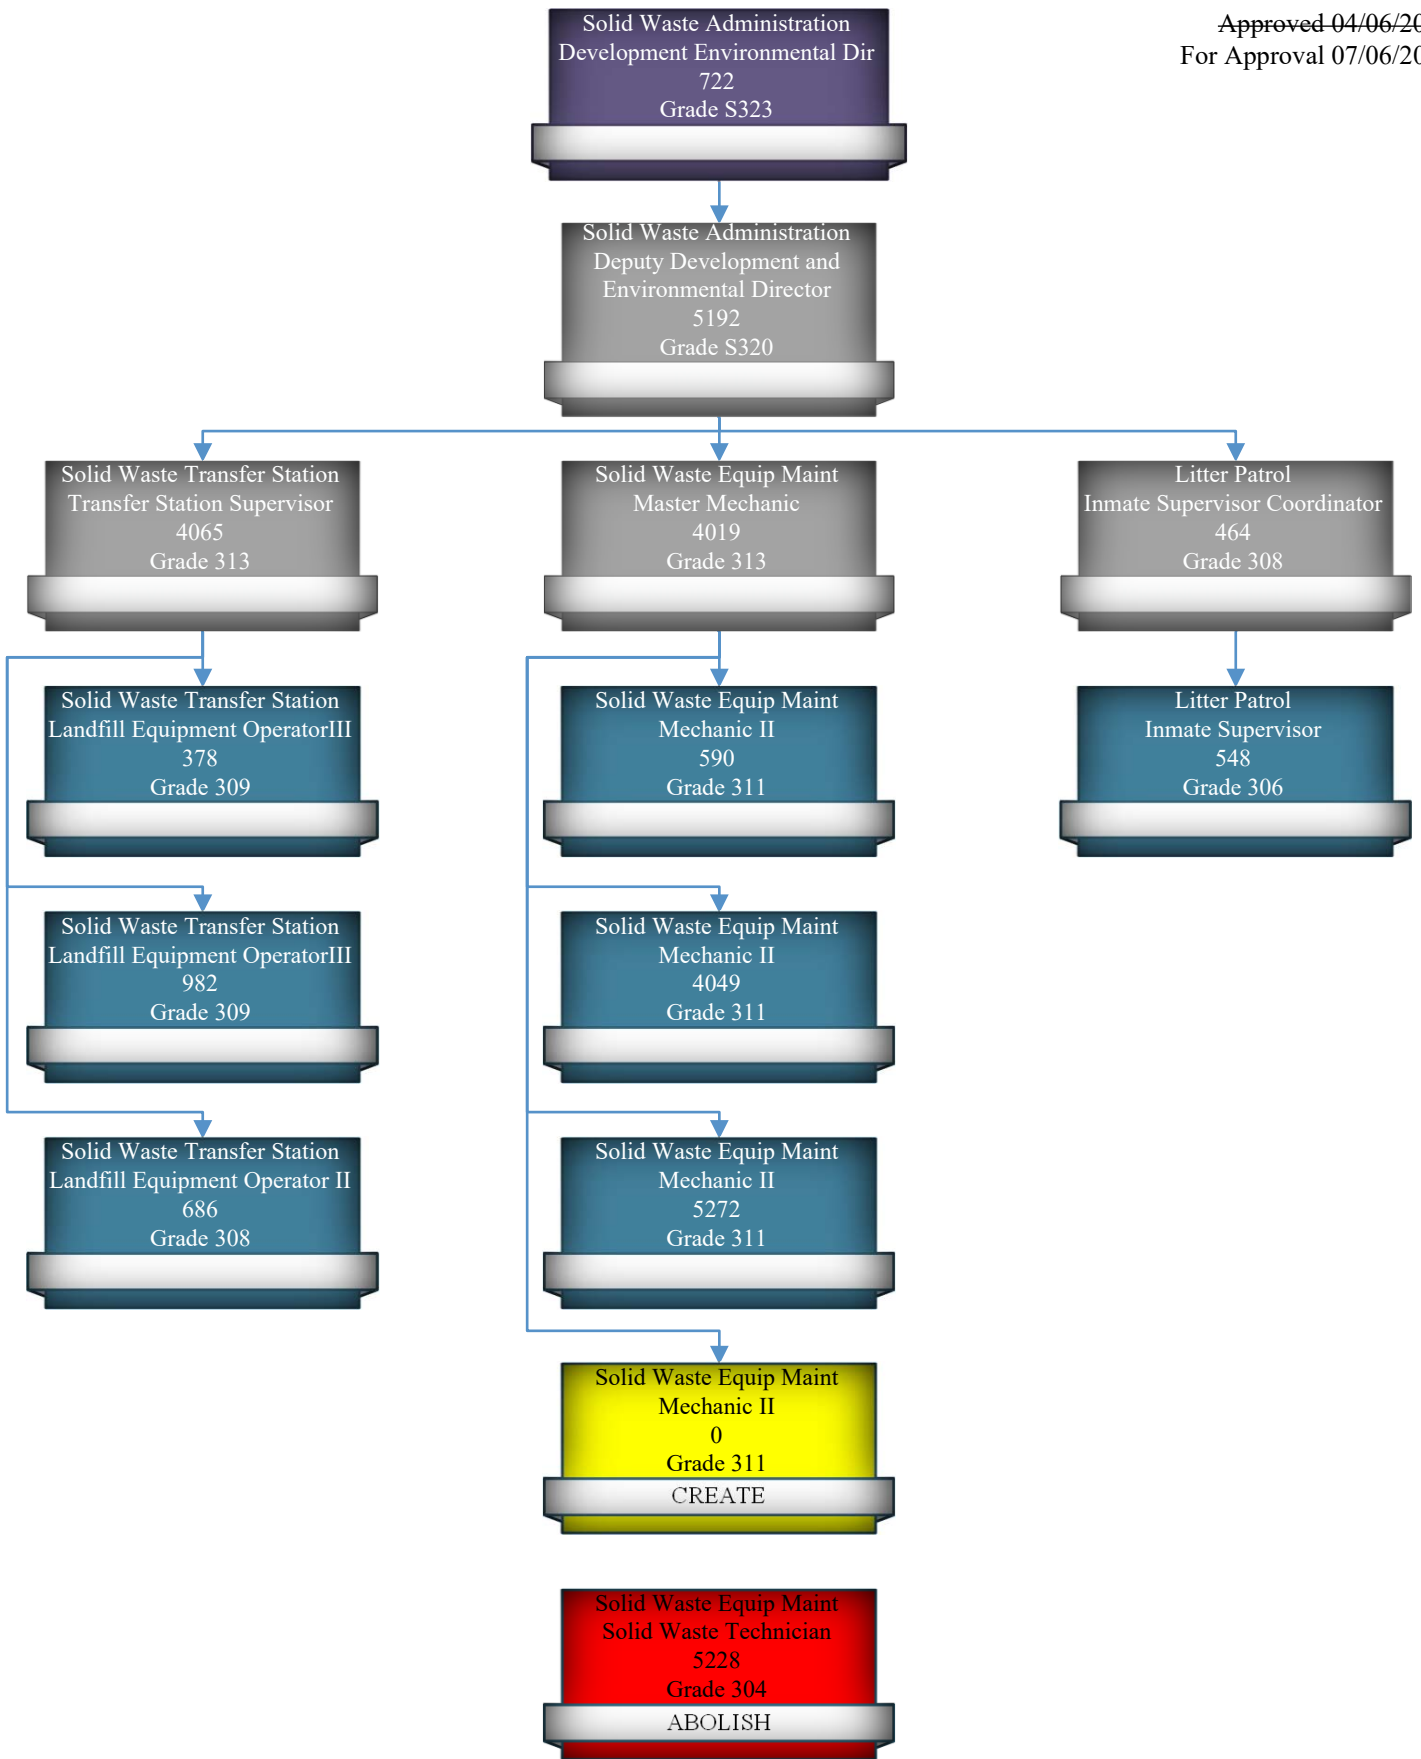 Approved 04/06/20
For Approval 07/06/20
Solid Waste Administration
Development Environmental Dir
722
Grade S323
Solid Waste Administration
Deputy Development and
Environmental Director
5192
Grade S320
Solid Waste Transfer Station
Transfer Station Supervisor
4065
Grade 313
Solid Waste Equip Maint
Master Mechanic
4019
Grade 313
Litter Patrol
Inmate Supervisor Coordinator
464
Grade 308
Solid Waste Transfer Station
Landfill Equipment OperatorIII
378
Grade 309
Solid Waste Equip Maint
Mechanic II
590
Grade 311
Litter Patrol
Inmate Supervisor
548
Grade 306
Solid Waste Transfer Station
Landfill Equipment OperatorIII
982
Grade 309
Solid Waste Equip Maint
Mechanic II
4049
Grade 311
Solid Waste Transfer Station
Landfill Equipment Operator II
686
Grade 308
Solid Waste Equip Maint
Mechanic II
5272
Grade 311
Solid Waste Equip Maint
Mechanic II
0
Grade 311
CREATE
Solid Waste Equip Maint
Solid Waste Technician
5228
Grade 304
ABOLISH